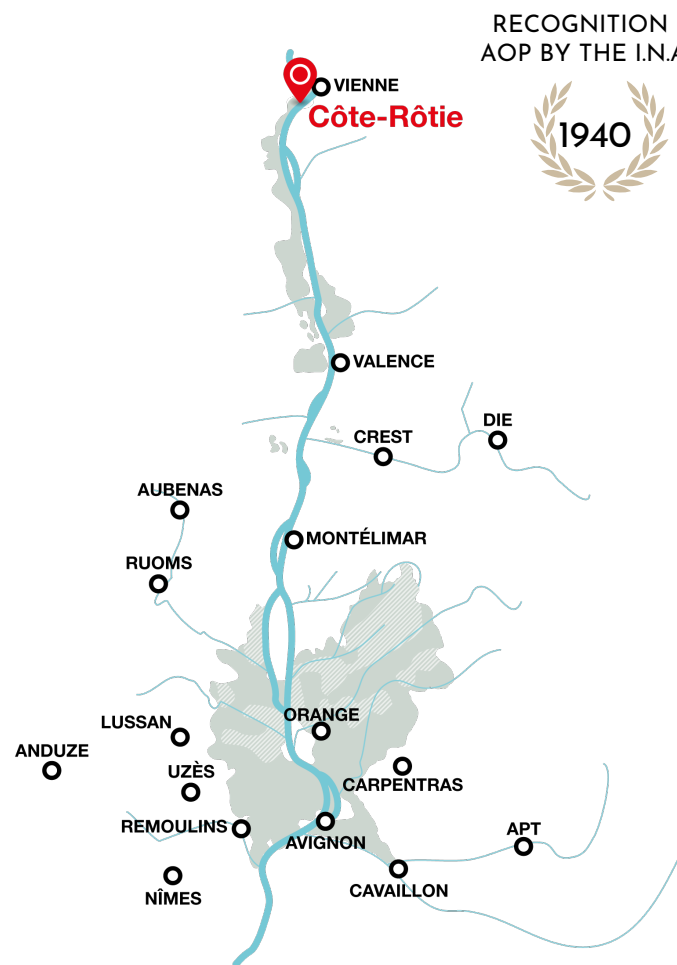 RECOGNITION
AOP BY THE I.N.A
1940
VIENNE
Côte-Rôtie
VALENCE
DIE
CREST
AUBENAS
MONTÉLIMAR
RUOMS
ORANGE
LUSSAN
ANDUZE
UZÈS
CARPENTRAS
REMOULINS
APT
AVIGNON
CAVAILLON
NÎMES